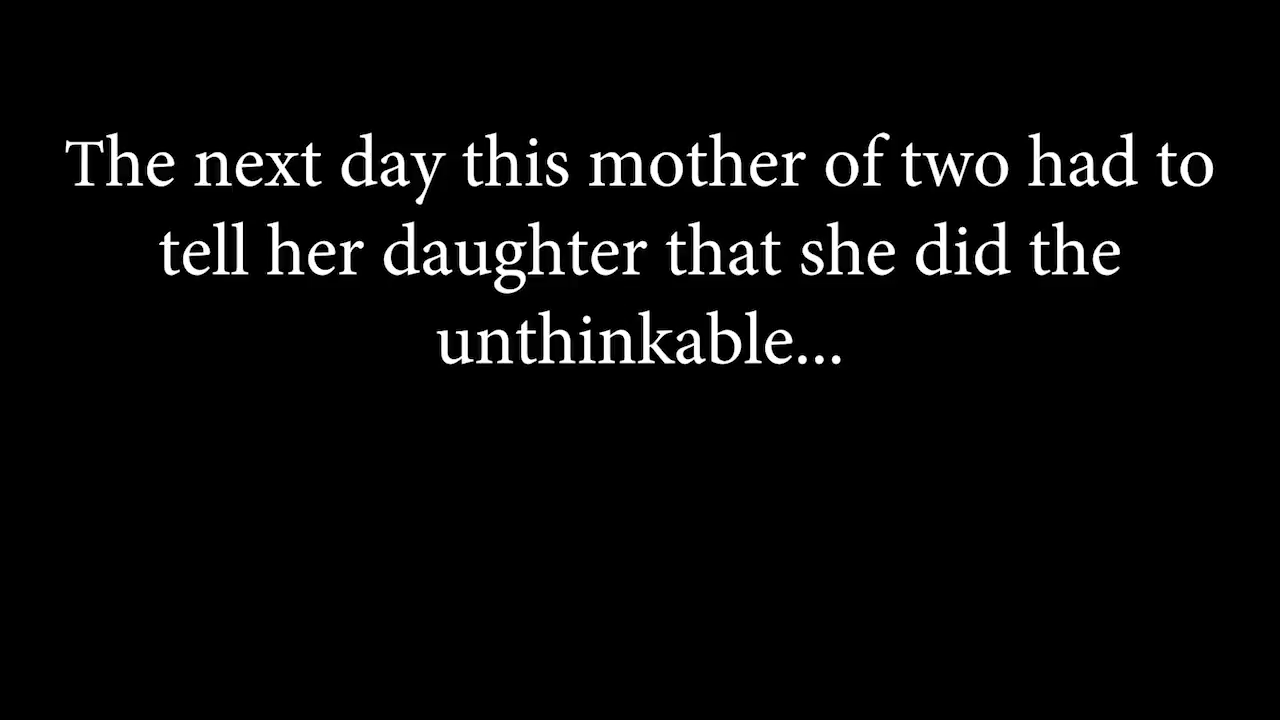 The next day this mother of two had to
tell her daughter that she did the
unthinkable...